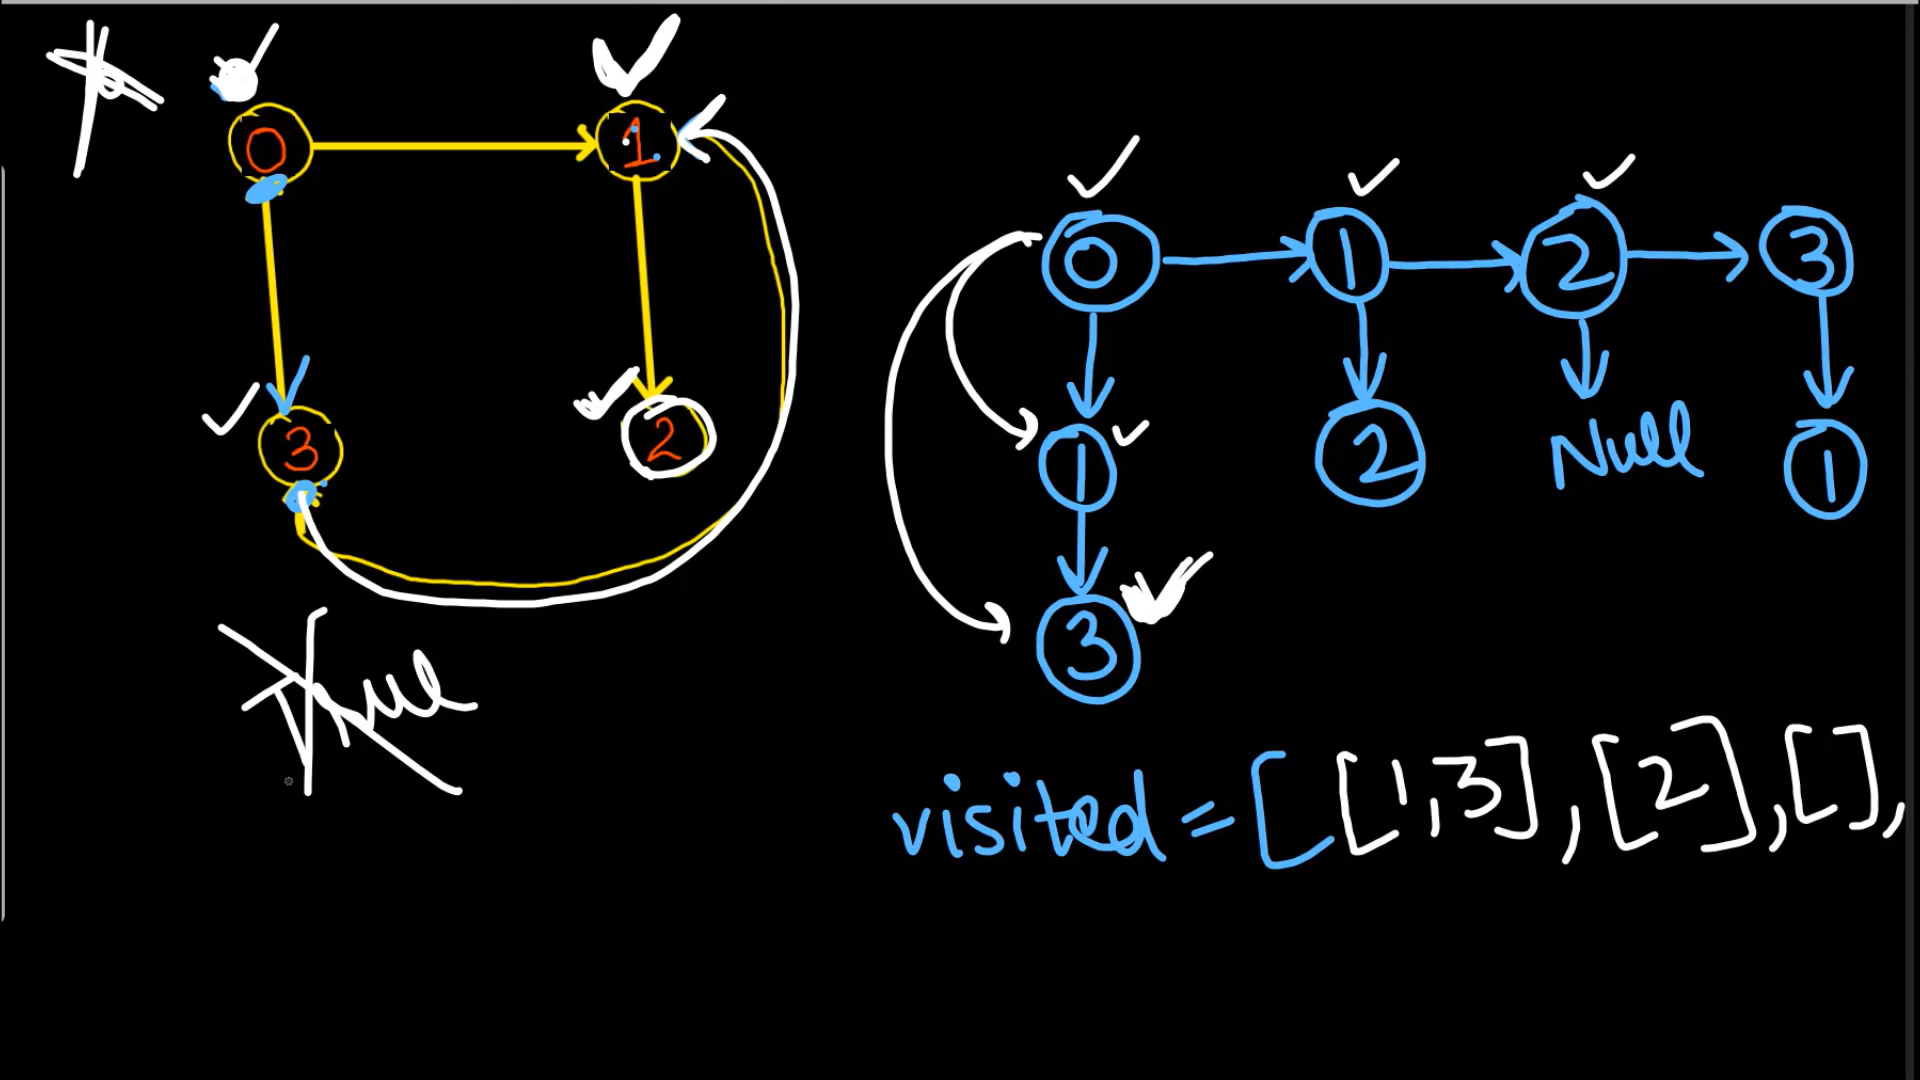 0 1
0 1 2 3
3 2
1 2 Null 1
3
True
visited = [[1,3],[2],[],